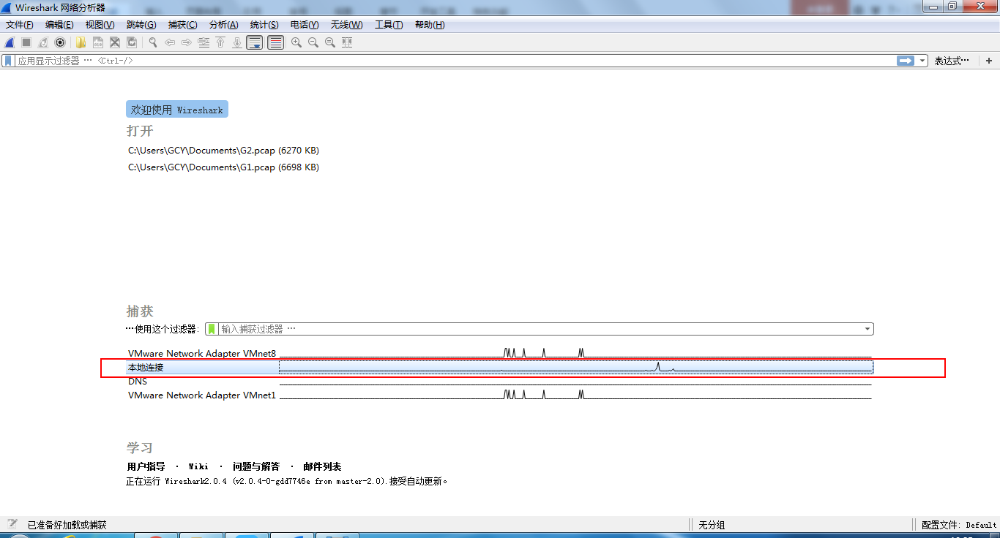 Wireshark 网络分析器
文件(F) 编辑(E) 视图(V) 跳转(G) 捕获(C) 分析(A) 统计(S) 电话(Y) 无线(W) 工具(T) 帮助(H)
应用显示过滤器 … <Ctrl-/> 表达式… +
欢迎使用 Wireshark
打开
C:\Users\GCY\Documents\G2.pcap (6270 KB)
C:\Users\GCY\Documents\G1.pcap (6698 KB)
捕获
…使用这个过滤器: 输入捕获过滤器 …
VMware Network Adapter VMnet8
本地连接
DNS
VMware Network Adapter VMnet1
学习
用户指导 · Wiki · 问题与解答 · 邮件列表
正在运行 Wireshark2.0.4 (v2.0.4-0-gdd7746e from master-2.0).接受自动更新。
已准备好加载或捕获 无分组 配置文件: Default